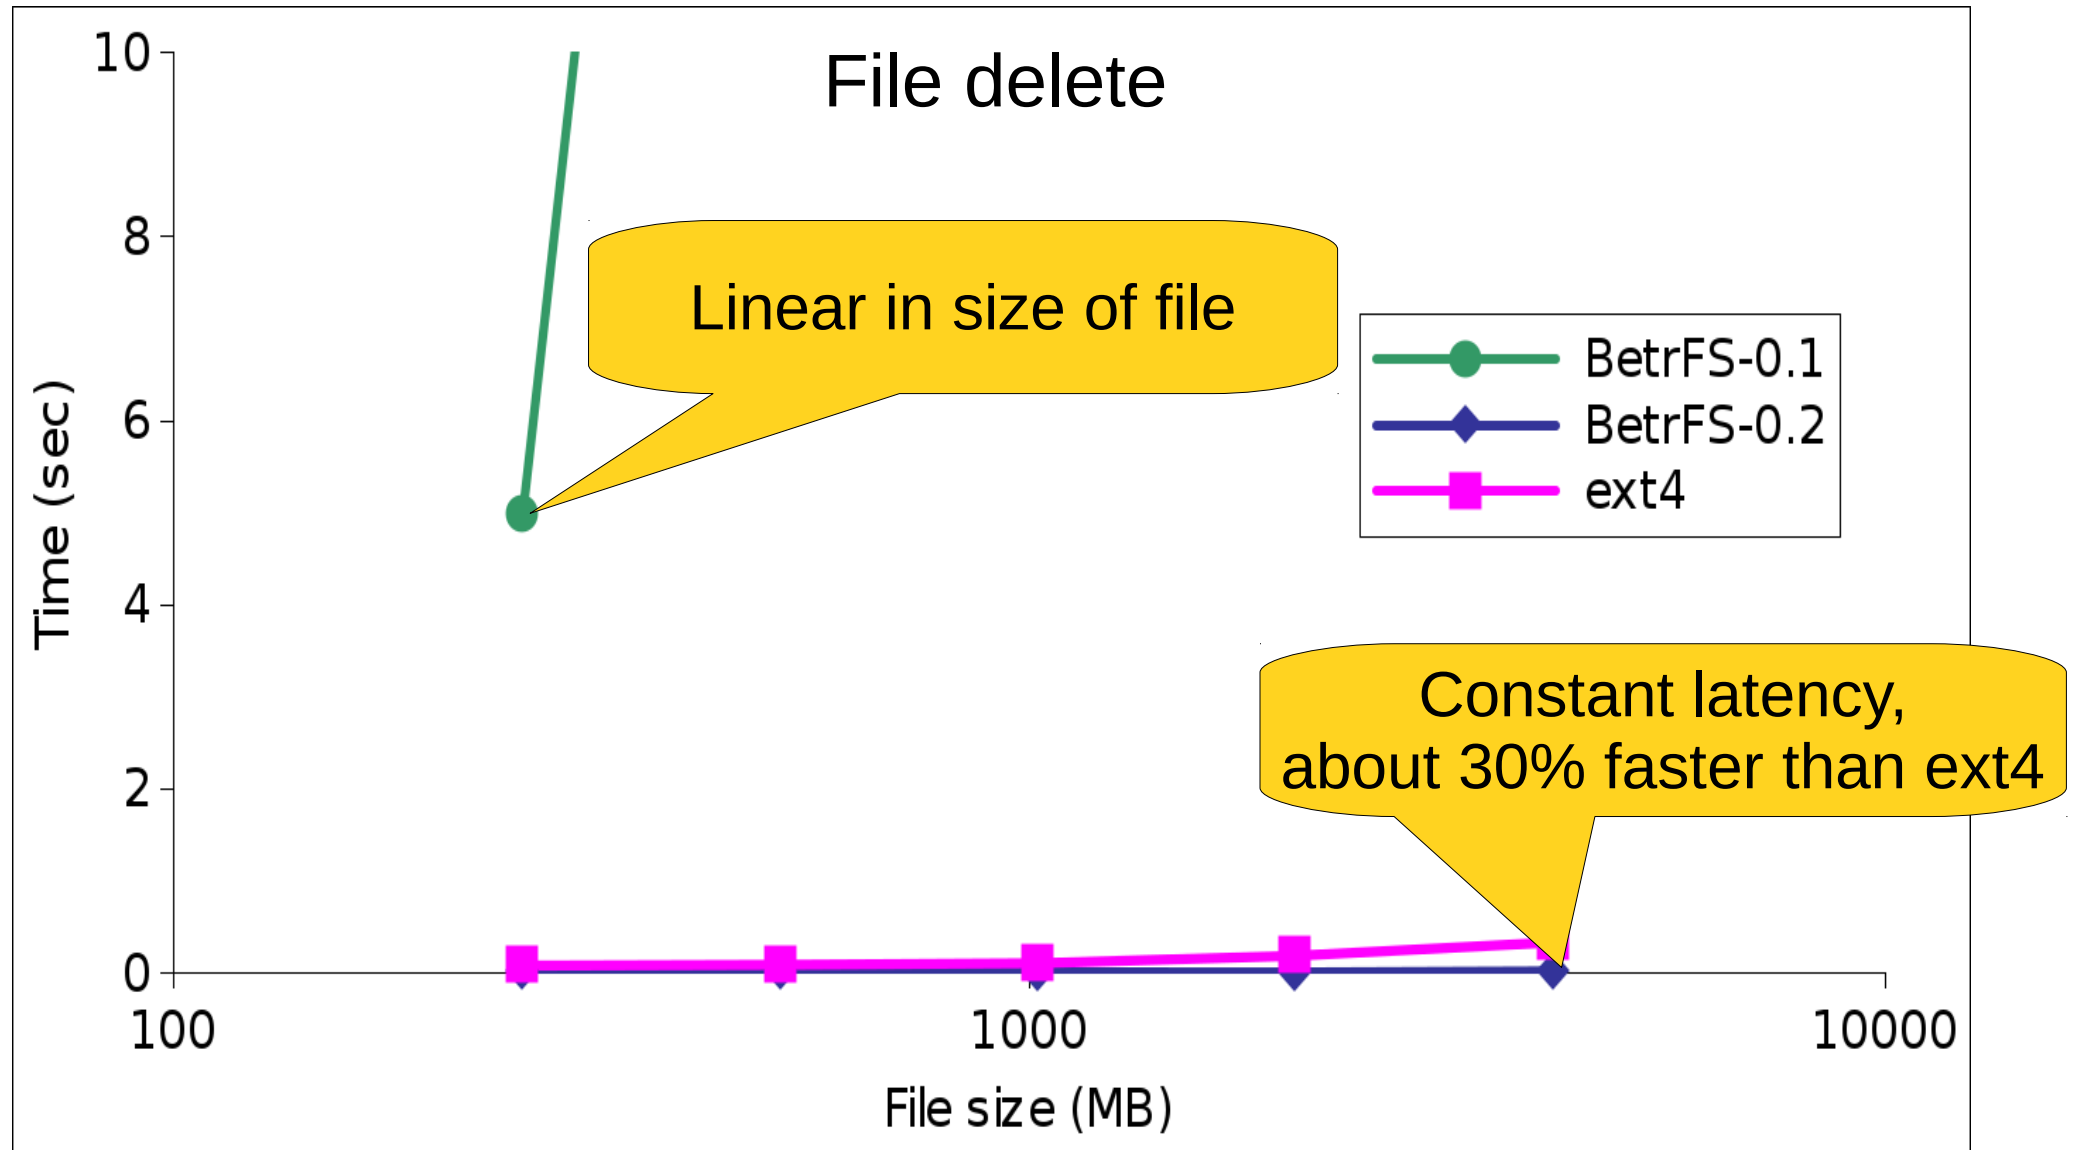 File delete
10
8
6
4
2
0
Time (sec)
Linear in size of file
BetrFS-0.1
BetrFS-0.2
ext4
Constant latency,
about 30% faster than ext4
100
1000
10000
File size (MB)